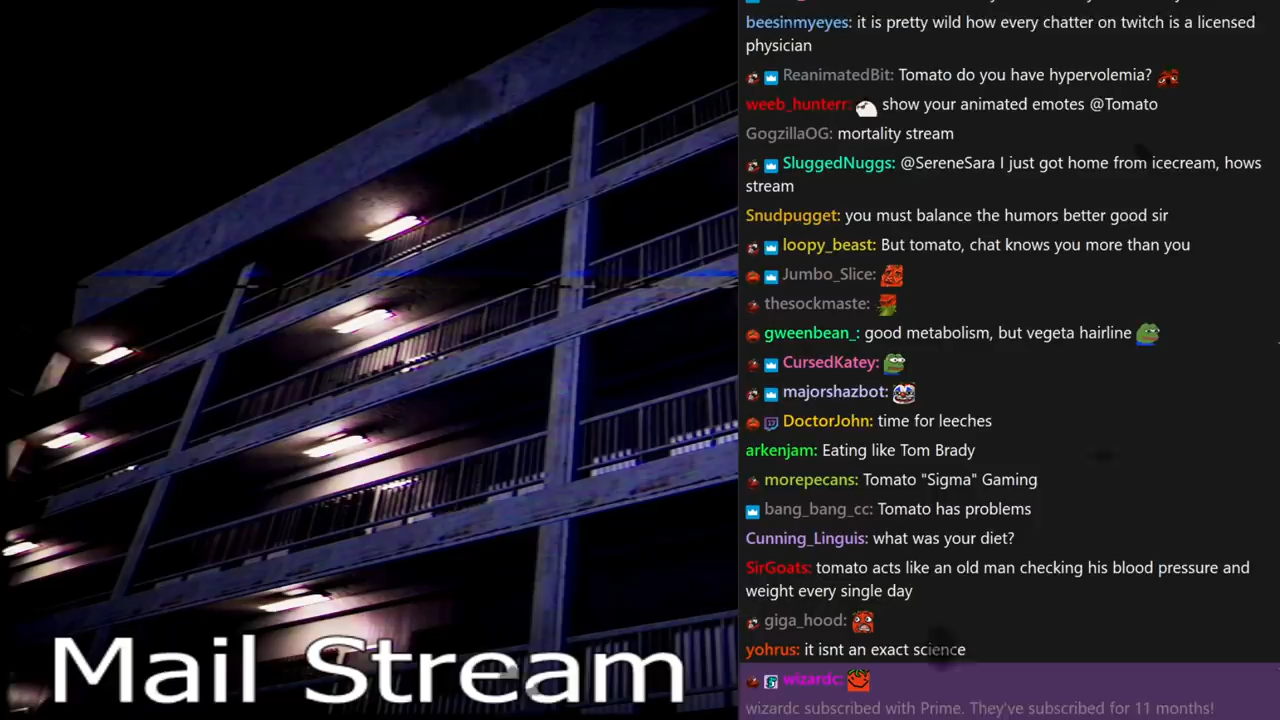 beesinmyeyes: it is pretty wild how every chatter on twitch is a licensed
physician
ReanimatedBit: Tomato do you have hypervolemia?
weeb_hunterr: show your animated emotes @Tomato
GogzillaOG: mortality stream
SluggedNuggs: @SereneSara I just got home from icecream, hows
stream
Snudpugget: you must balance the humors better good sir
loopy_beast: But tomato, chat knows you more than you
Jumbo_Slice:
thesockmaste:
gweenbean_: good metabolism, but vegeta hairline
CursedKatey:
majorshazbot:
DoctorJohn: time for leeches
arkenjam: Eating like Tom Brady
morepecans: Tomato "Sigma" Gaming
bang_bang_cc: Tomato has problems
Cunning_Linguis: what was your diet?
SirGoats: tomato acts like an old man checking his blood pressure and
weight every single day
giga_hood:
yohrus: it isnt an exact science
wizardc:
wizardc subscribed with Prime. They've subscribed for 11 months!
Mail Stream